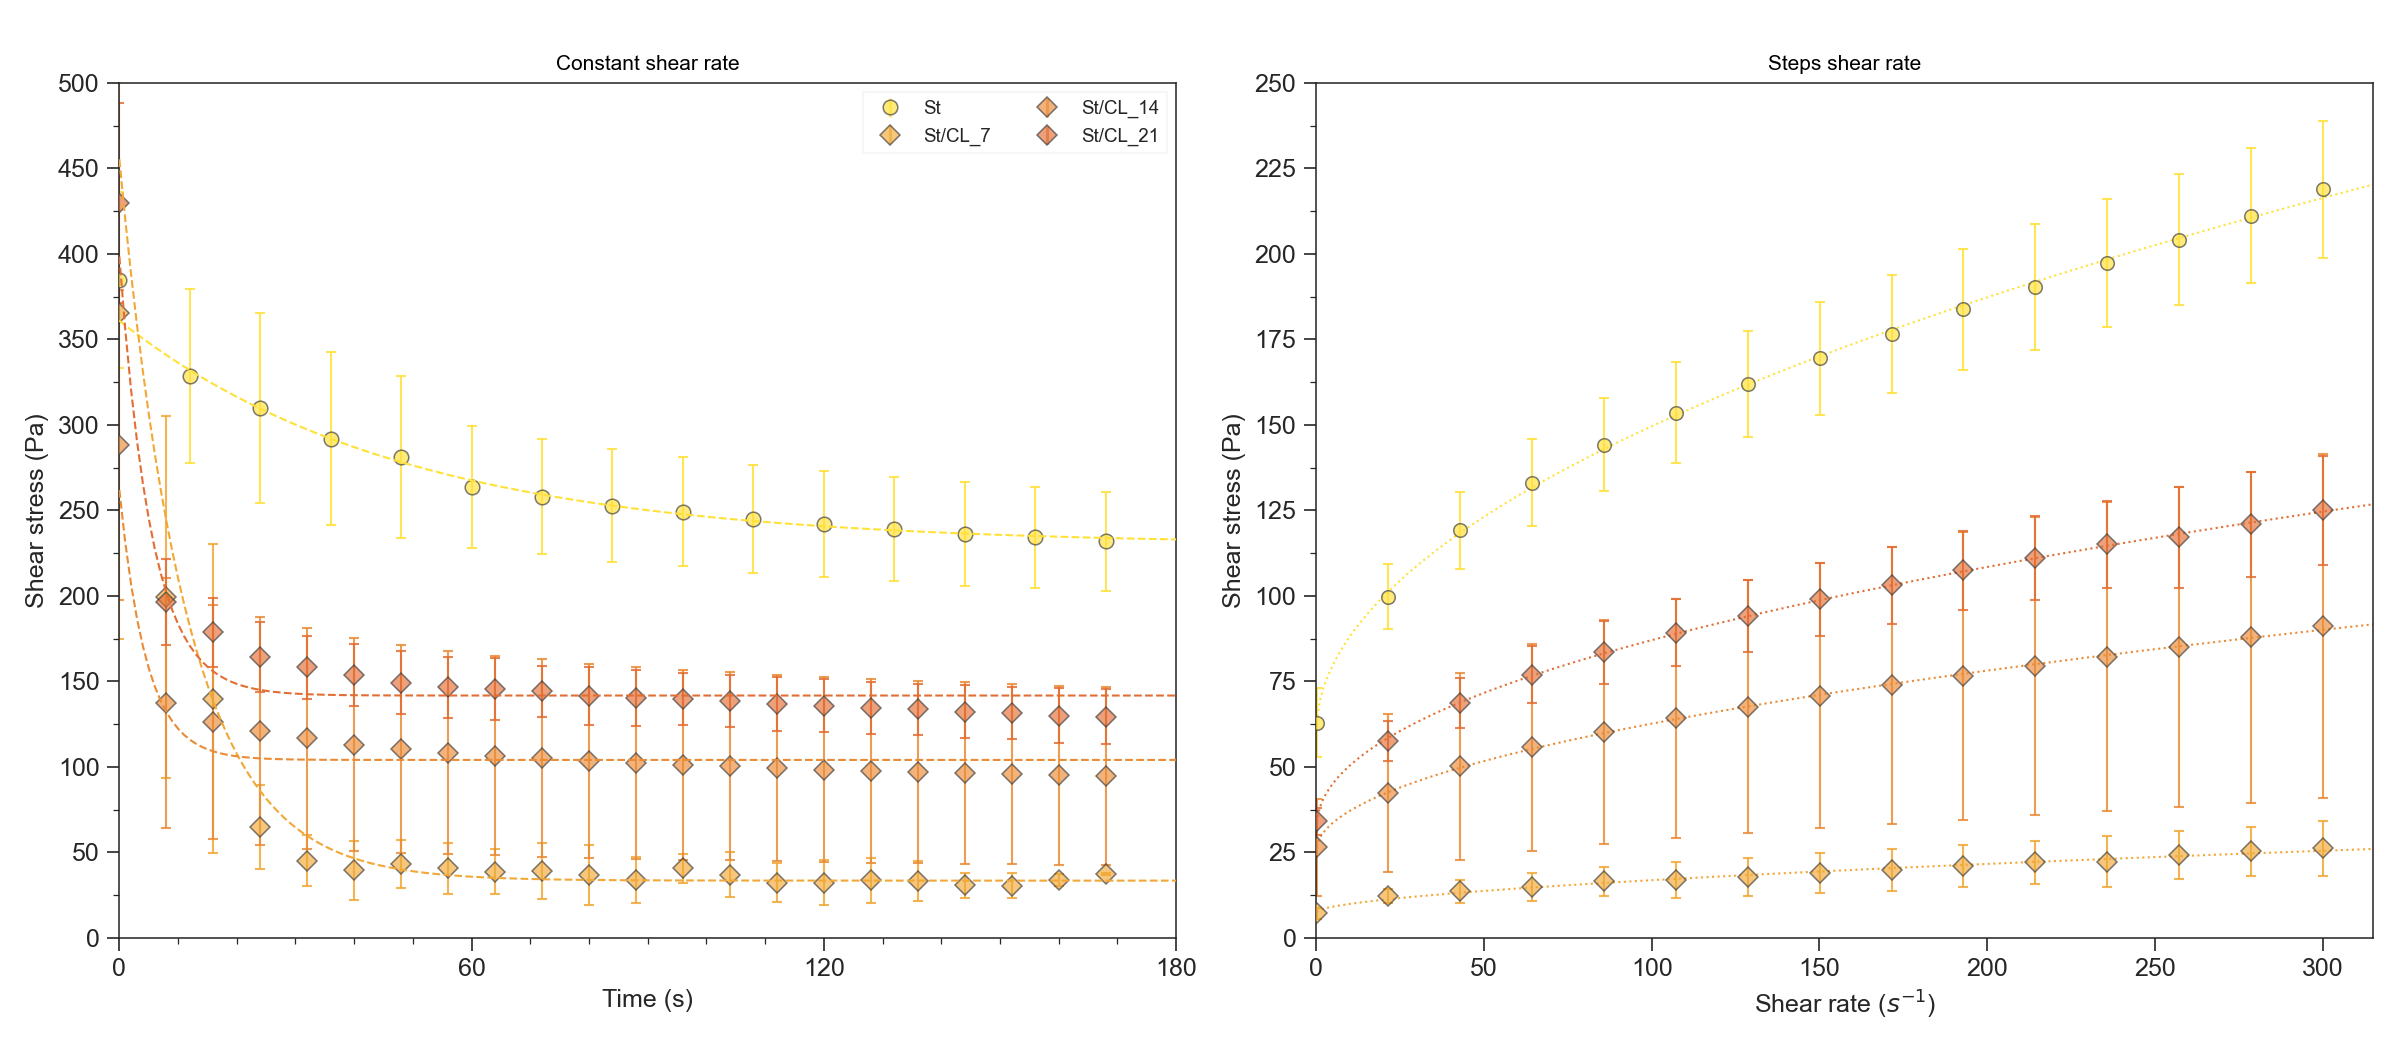 Constant shear rate
500
450
400
350
300
250
200
150
100
50
0
Shear stress (Pa)
St
St/CL_7
St/CL_14
St/CL_21
0 60 120 180
Time (s)
Steps shear rate
250
225
200
175
150
125
100
75
50
25
0
Shear stress (Pa)
0 50 100 150 200 250 300
Shear rate (s⁻¹)